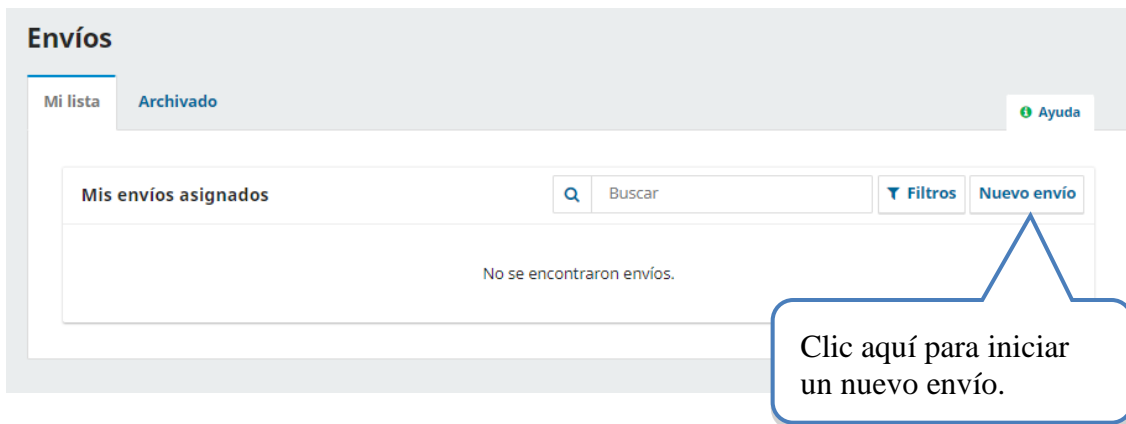 Envíos
Mi lista Archivado
Ayuda
Mis envíos asignados Buscar Filtros Nuevo envío
No se encontraron envíos.
Clic aquí para iniciar
un nuevo envío.